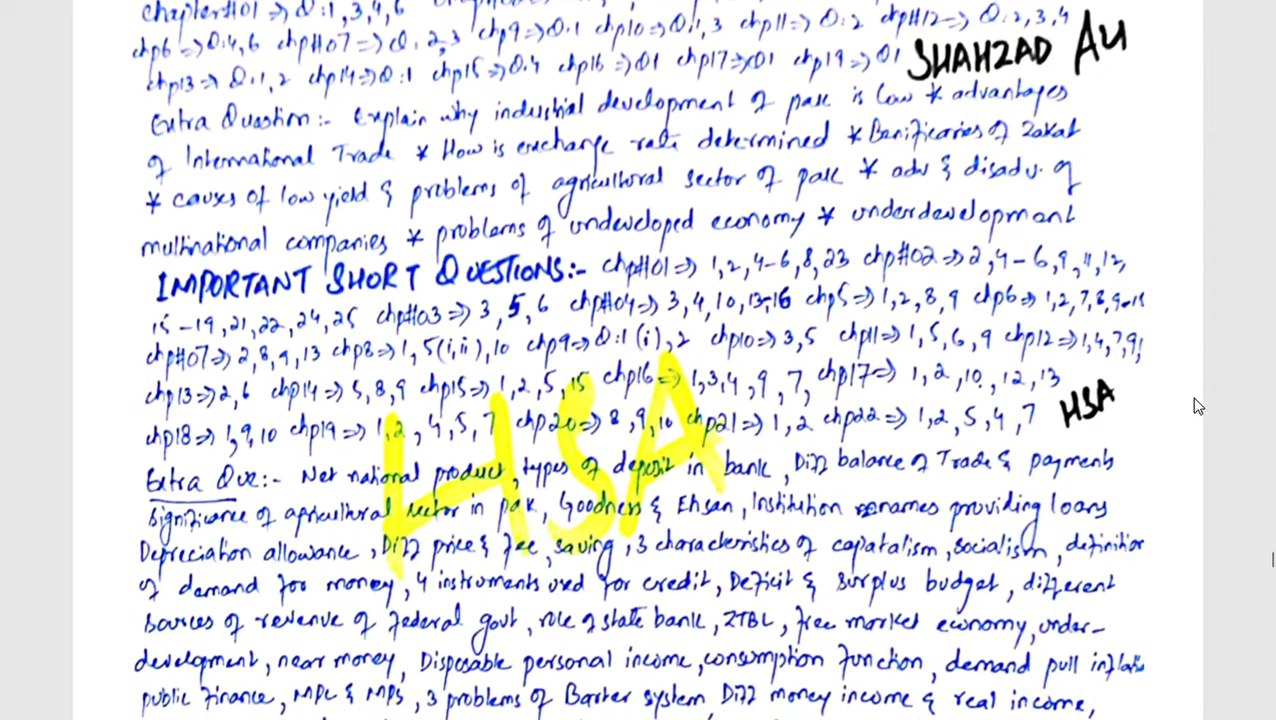 chapter#01 => Q:1,3,4,6
chp6 => Q:4,6 chp#07 => Q.2,3 chp9 => Q.1 chp10 => Q:1,3 chp11 => Q:2 chp#12 => Q:2,3,4
chp13 => Q:1,2 chp14 => Q:1 chp15 => Q.4 chp16 => Q1 chp17 => Q1 chp19 => Q1 SHAHZAD ALI
Extra Question:- Explain why industrial development of pak is low * advantages
of International Trade * How is exchange rate determined * Benificaries of Zakat
* causes of low yield & problems of agricultural sector of pak * adv & disadv. of
multinational companies * problems of undeveloped economy * underdevelopment
IMPORTANT SHORT QUESTIONS:- chp#01 => 1,2,4-6,8,23 chp#02 => 2,4-6,9,11,12,
15-19,21,22,24,25 chp#03 => 3,5,6 chp#04 => 3,4,10,13-16 chp5 => 1,2,8,9 chp6 => 1,2,7,8,9-15
chp#07 => 2,8,9,13 chp8 => 1,5(i,ii),10 chp9 => Q:1(i),2 chp10 => 3,5 chp11 => 1,5,6,9 chp12 => 1,4,7,9,
chp13 => 2,6 chp14 => 5,8,9 chp15 => 1,2,5,15 chp16 => 1,3,4,9,7, chp17 => 1,2,10,,12,13
chp18 => 1,9,10 chp19 => 1,2,4,5,7 chp20 => 8,9,10 chp21 => 1,2 chp22 => 1,2,5,4,7 HSA
HSA
Extra Que:- Net national product, types of deposit in bank, Diff balance of Trade & payments
significance of agricultural sector in pak, Goodness & Ehsan, Institution names providing loans
Depreciation allowance, Diff price & fee, saving, 3 characteristics of capatalism, socialism, definition
of demand for money, 4 instruments used for credit, Deficit & surplus budget, different
sources of revenue of federal govt, role of state bank, ZTBL, free market economy, under-
development, near money, Disposable personal income, consumption function, demand pull inflatio
public finance, MPC & MPS, 3 problems of Barter system, Diff money income & real income,